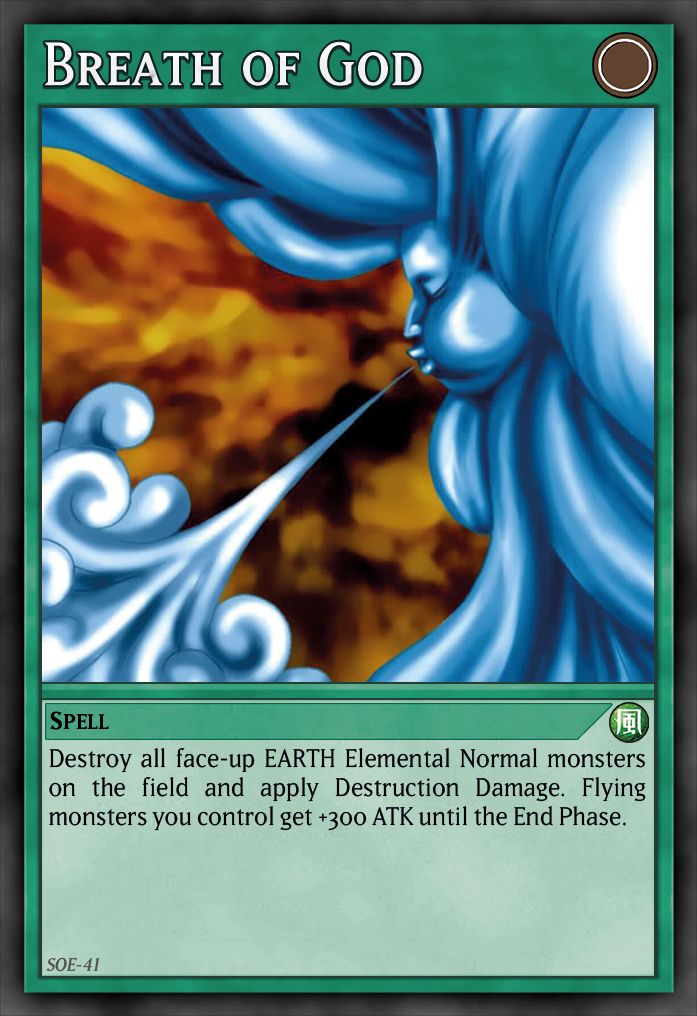 Breath of God
Spell
風
Destroy all face-up EARTH Elemental Normal monsters
on the field and apply Destruction Damage. Flying
monsters you control get +300 ATK until the End Phase.
SOE-41